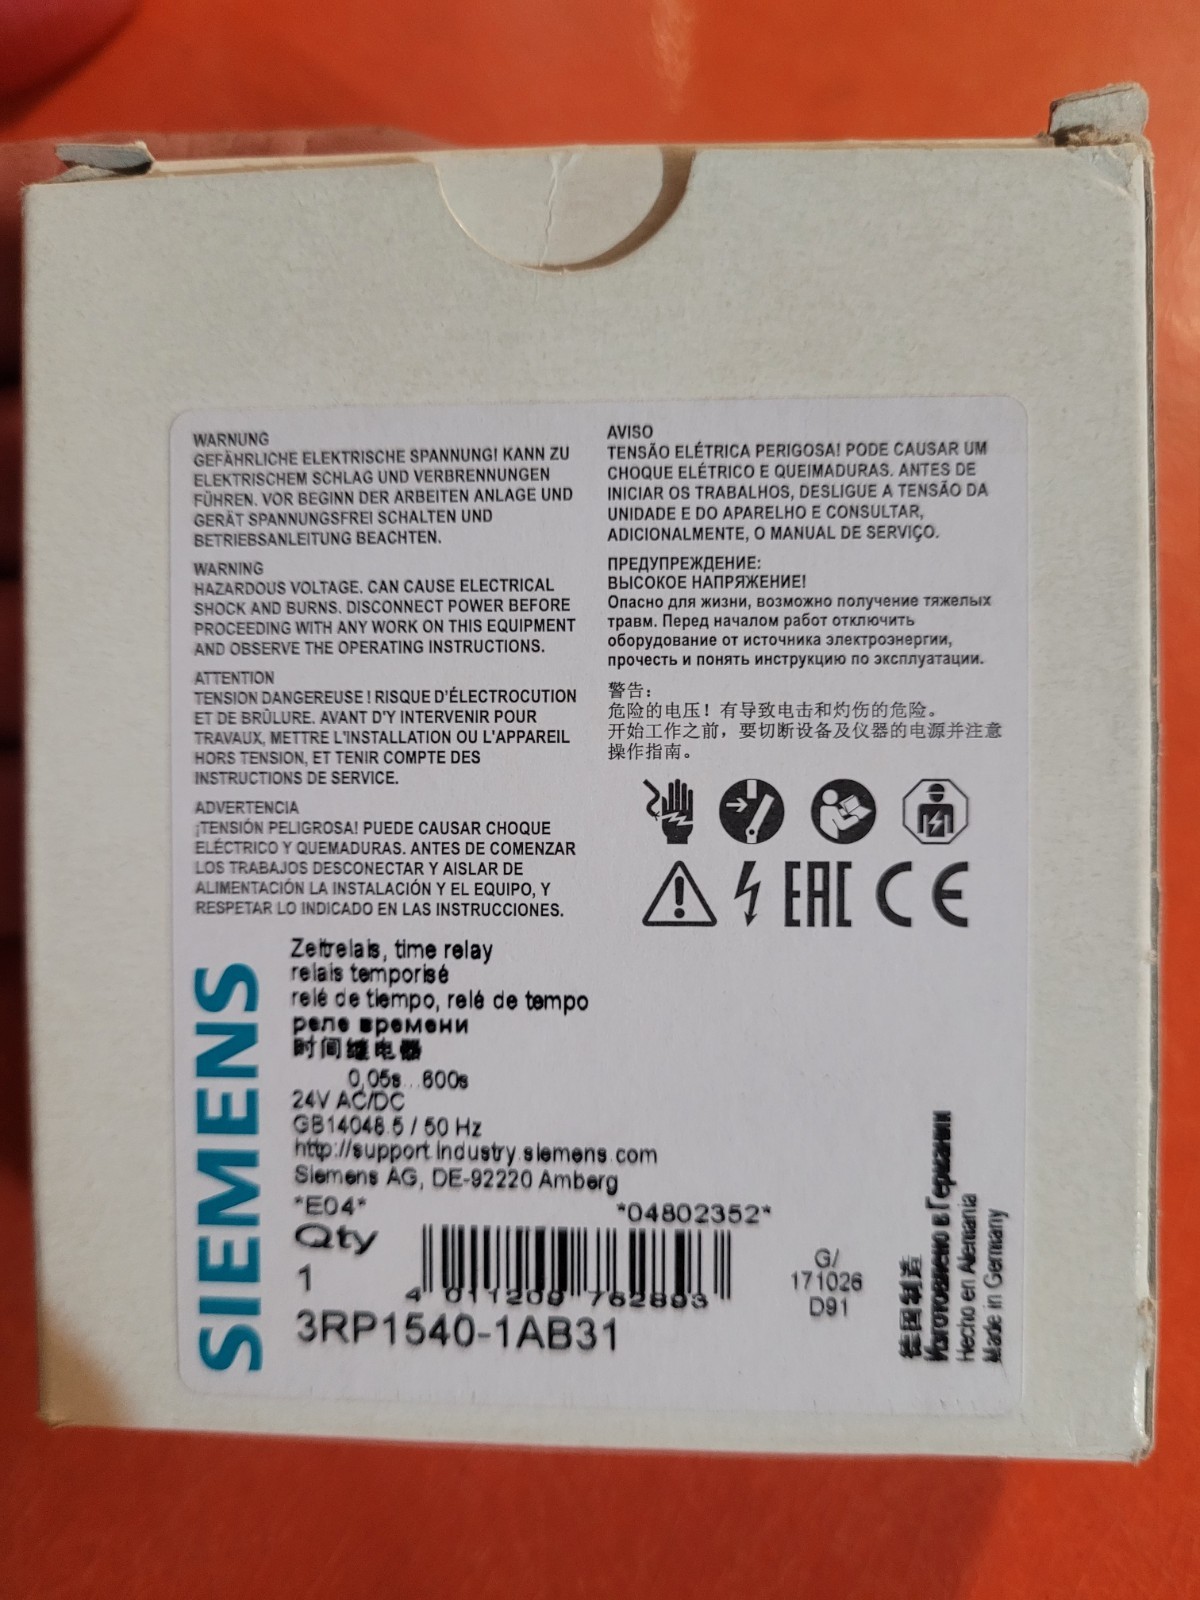 WARNUNG
GEFÄHRLICHE ELEKTRISCHE SPANNUNG! KANN ZU
ELEKTRISCHEM SCHLAG UND VERBRENNUNGEN
FÜHREN. VOR BEGINN DER ARBEITEN ANLAGE UND
GERÄT SPANNUNGSFREI SCHALTEN UND
BETRIEBSANLEITUNG BEACHTEN.
WARNING
HAZARDOUS VOLTAGE. CAN CAUSE ELECTRICAL
SHOCK AND BURNS. DISCONNECT POWER BEFORE
PROCEEDING WITH ANY WORK ON THIS EQUIPMENT
AND OBSERVE THE OPERATING INSTRUCTIONS.
ATTENTION
TENSION DANGEREUSE ! RISQUE D'ÉLECTROCUTION
ET DE BRÛLURE. AVANT D'Y INTERVENIR POUR
TRAVAUX, METTRE L'INSTALLATION OU L'APPAREIL
HORS TENSION, ET TENIR COMPTE DES
INSTRUCTIONS DE SERVICE.
ADVERTENCIA
¡TENSIÓN PELIGROSA! PUEDE CAUSAR CHOQUE
ELÉCTRICO Y QUEMADURAS. ANTES DE COMENZAR
LOS TRABAJOS DESCONECTAR Y AISLAR DE
ALIMENTACIÓN LA INSTALACIÓN Y EL EQUIPO, Y
RESPETAR LO INDICADO EN LAS INSTRUCCIONES.
AVISO
TENSÃO ELÉTRICA PERIGOSA! PODE CAUSAR UM
CHOQUE ELÉTRICO E QUEIMADURAS. ANTES DE
INICIAR OS TRABALHOS, DESLIGUE A TENSÃO DA
UNIDADE E DO APARELHO E CONSULTAR,
ADICIONALMENTE, O MANUAL DE SERVIÇO.
ПРЕДУПРЕЖДЕНИЕ:
ВЫСОКОЕ НАПРЯЖЕНИЕ!
Опасно для жизни, возможно получение тяжелых
травм. Перед началом работ отключить
оборудование от источника электроэнергии,
прочесть и понять инструкцию по эксплуатации.
警告：
危险的电压！有导致电击和灼伤的危险。
开始工作之前，要切断设备及仪器的电源并注意
操作指南。
EAC CE
SIEMENS
Zeitrelais, time relay
relais temporisé
relé de tiempo, relé de tempo
реле времени
时间继电器
0,05s...600s
24V AC/DC
GB14048.5 / 50 Hz
http://support.industry.siemens.com
Siemens AG, DE-92220 Amberg
*E04* *04802352*
Qty
1
4 011209 762893
3RP1540-1AB31
G/
171026
D91
德国制造
Изготовлено в Германии
Hecho en Alemania
Made in Germany